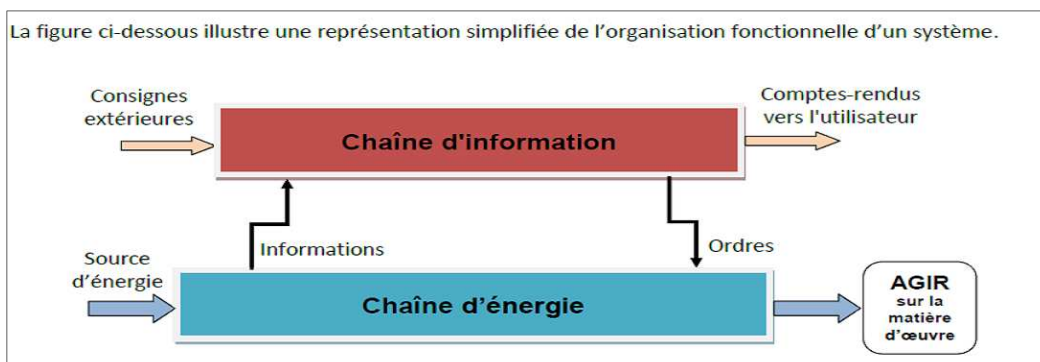 La figure ci-dessous illustre une représentation simplifiée de l'organisation fonctionnelle d'un système.
Consignes
extérieures
Chaîne d'information
Comptes-rendus
vers l'utilisateur
Informations
Ordres
Source
d'énergie
Chaîne d'énergie
AGIR
sur la
matière
d'œuvre